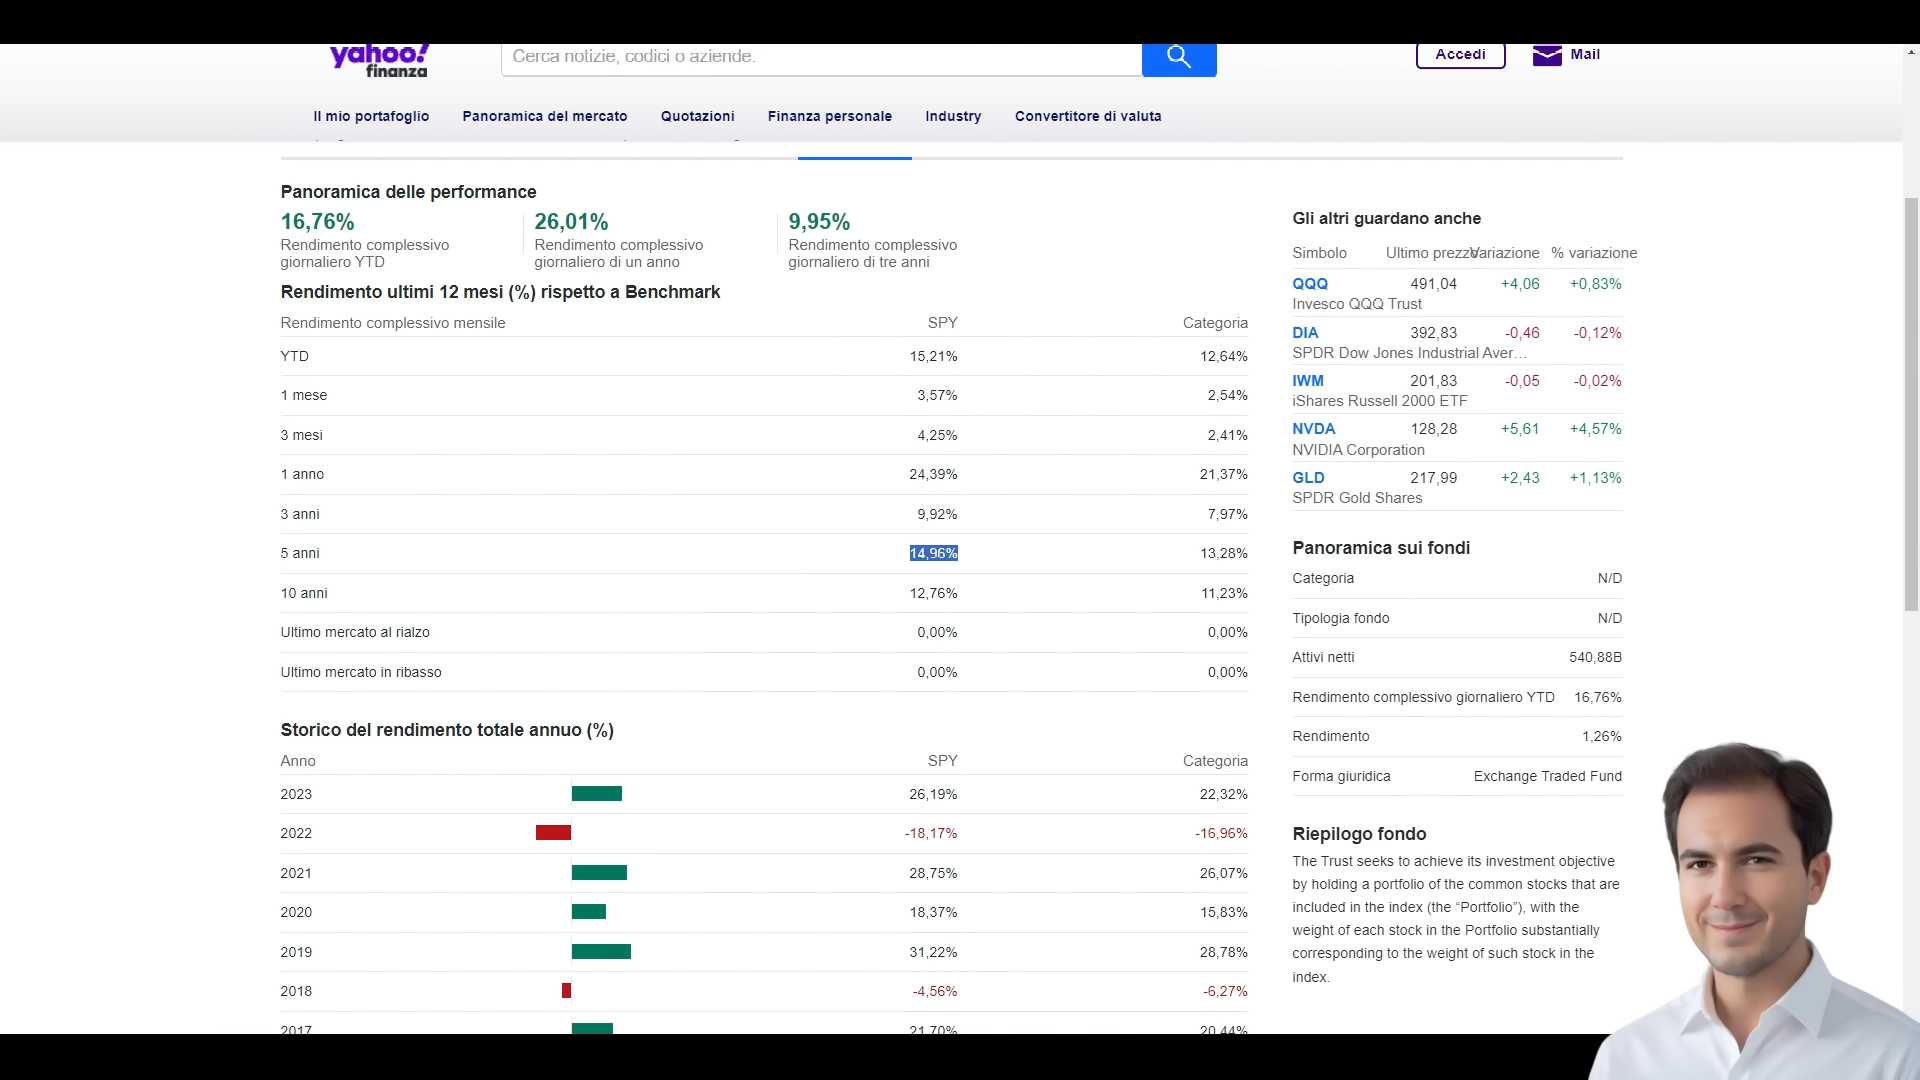 yahoo!
finanza
Cerca notizie, codici o aziende.
Accedi
Mail
Il mio portafoglio Panoramica del mercato Quotazioni Finanza personale Industry Convertitore di valuta
Panoramica delle performance
16,76% 26,01% 9,95%
Rendimento complessivo giornaliero YTD
Rendimento complessivo giornaliero di un anno
Rendimento complessivo giornaliero di tre anni
Rendimento ultimi 12 mesi (%) rispetto a Benchmark
Rendimento complessivo mensile SPY Categoria
YTD 15,21% 12,64%
1 mese 3,57% 2,54%
3 mesi 4,25% 2,41%
1 anno 24,39% 21,37%
3 anni 9,92% 7,97%
5 anni 14,96% 13,28%
10 anni 12,76% 11,23%
Ultimo mercato al rialzo 0,00% 0,00%
Ultimo mercato in ribasso 0,00% 0,00%
Storico del rendimento totale annuo (%)
Anno SPY Categoria
2023 26,19% 22,32%
2022 -18,17% -16,96%
2021 28,75% 26,07%
2020 18,37% 15,83%
2019 31,22% 28,78%
2018 -4,56% -6,27%
2017 21,70% 20,44%
Gli altri guardano anche
Simbolo Ultimo prezzo Variazione % variazione
QQQ 491,04 +4,06 +0,83%
Invesco QQQ Trust
DIA 392,83 -0,46 -0,12%
SPDR Dow Jones Industrial Aver…
IWM 201,83 -0,05 -0,02%
iShares Russell 2000 ETF
NVDA 128,28 +5,61 +4,57%
NVIDIA Corporation
GLD 217,99 +2,43 +1,13%
SPDR Gold Shares
Panoramica sui fondi
Categoria N/D
Tipologia fondo N/D
Attivi netti 540,88B
Rendimento complessivo giornaliero YTD 16,76%
Rendimento 1,26%
Forma giuridica Exchange Traded Fund
Riepilogo fondo
The Trust seeks to achieve its investment objective
by holding a portfolio of the common stocks that are
included in the index (the “Portfolio”), with the
weight of each stock in the Portfolio substantially
corresponding to the weight of such stock in the
index.